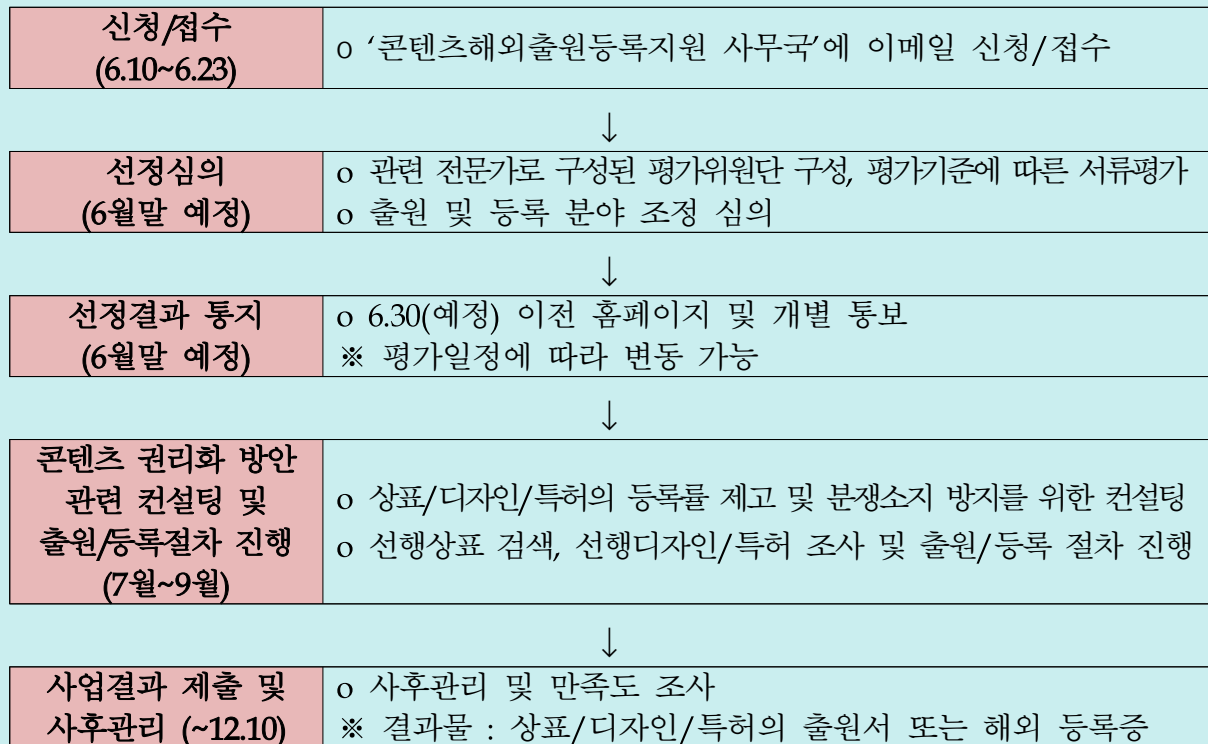 신청/접수
(6.10~6.23)
o ‘콘텐츠해외출원등록지원 사무국’에 이메일 신청/접수
↓
선정심의
(6월말 예정)
o 관련 전문가로 구성된 평가위원단 구성, 평가기준에 따른 서류평가
o 출원 및 등록 분야 조정 심의
↓
선정결과 통지
(6월말 예정)
o 6.30(예정) 이전 홈페이지 및 개별 통보
※ 평가일정에 따라 변동 가능
↓
콘텐츠 권리화 방안
관련 컨설팅 및
출원/등록절차 진행
(7월~9월)
o 상표/디자인/특허의 등록률 제고 및 분쟁소지 방지를 위한 컨설팅
o 선행상표 검색, 선행디자인/특허 조사 및 출원/등록 절차 진행
↓
사업결과 제출 및
사후관리 (~12.10)
o 사후관리 및 만족도 조사
※ 결과물 : 상표/디자인/특허의 출원서 또는 해외 등록증